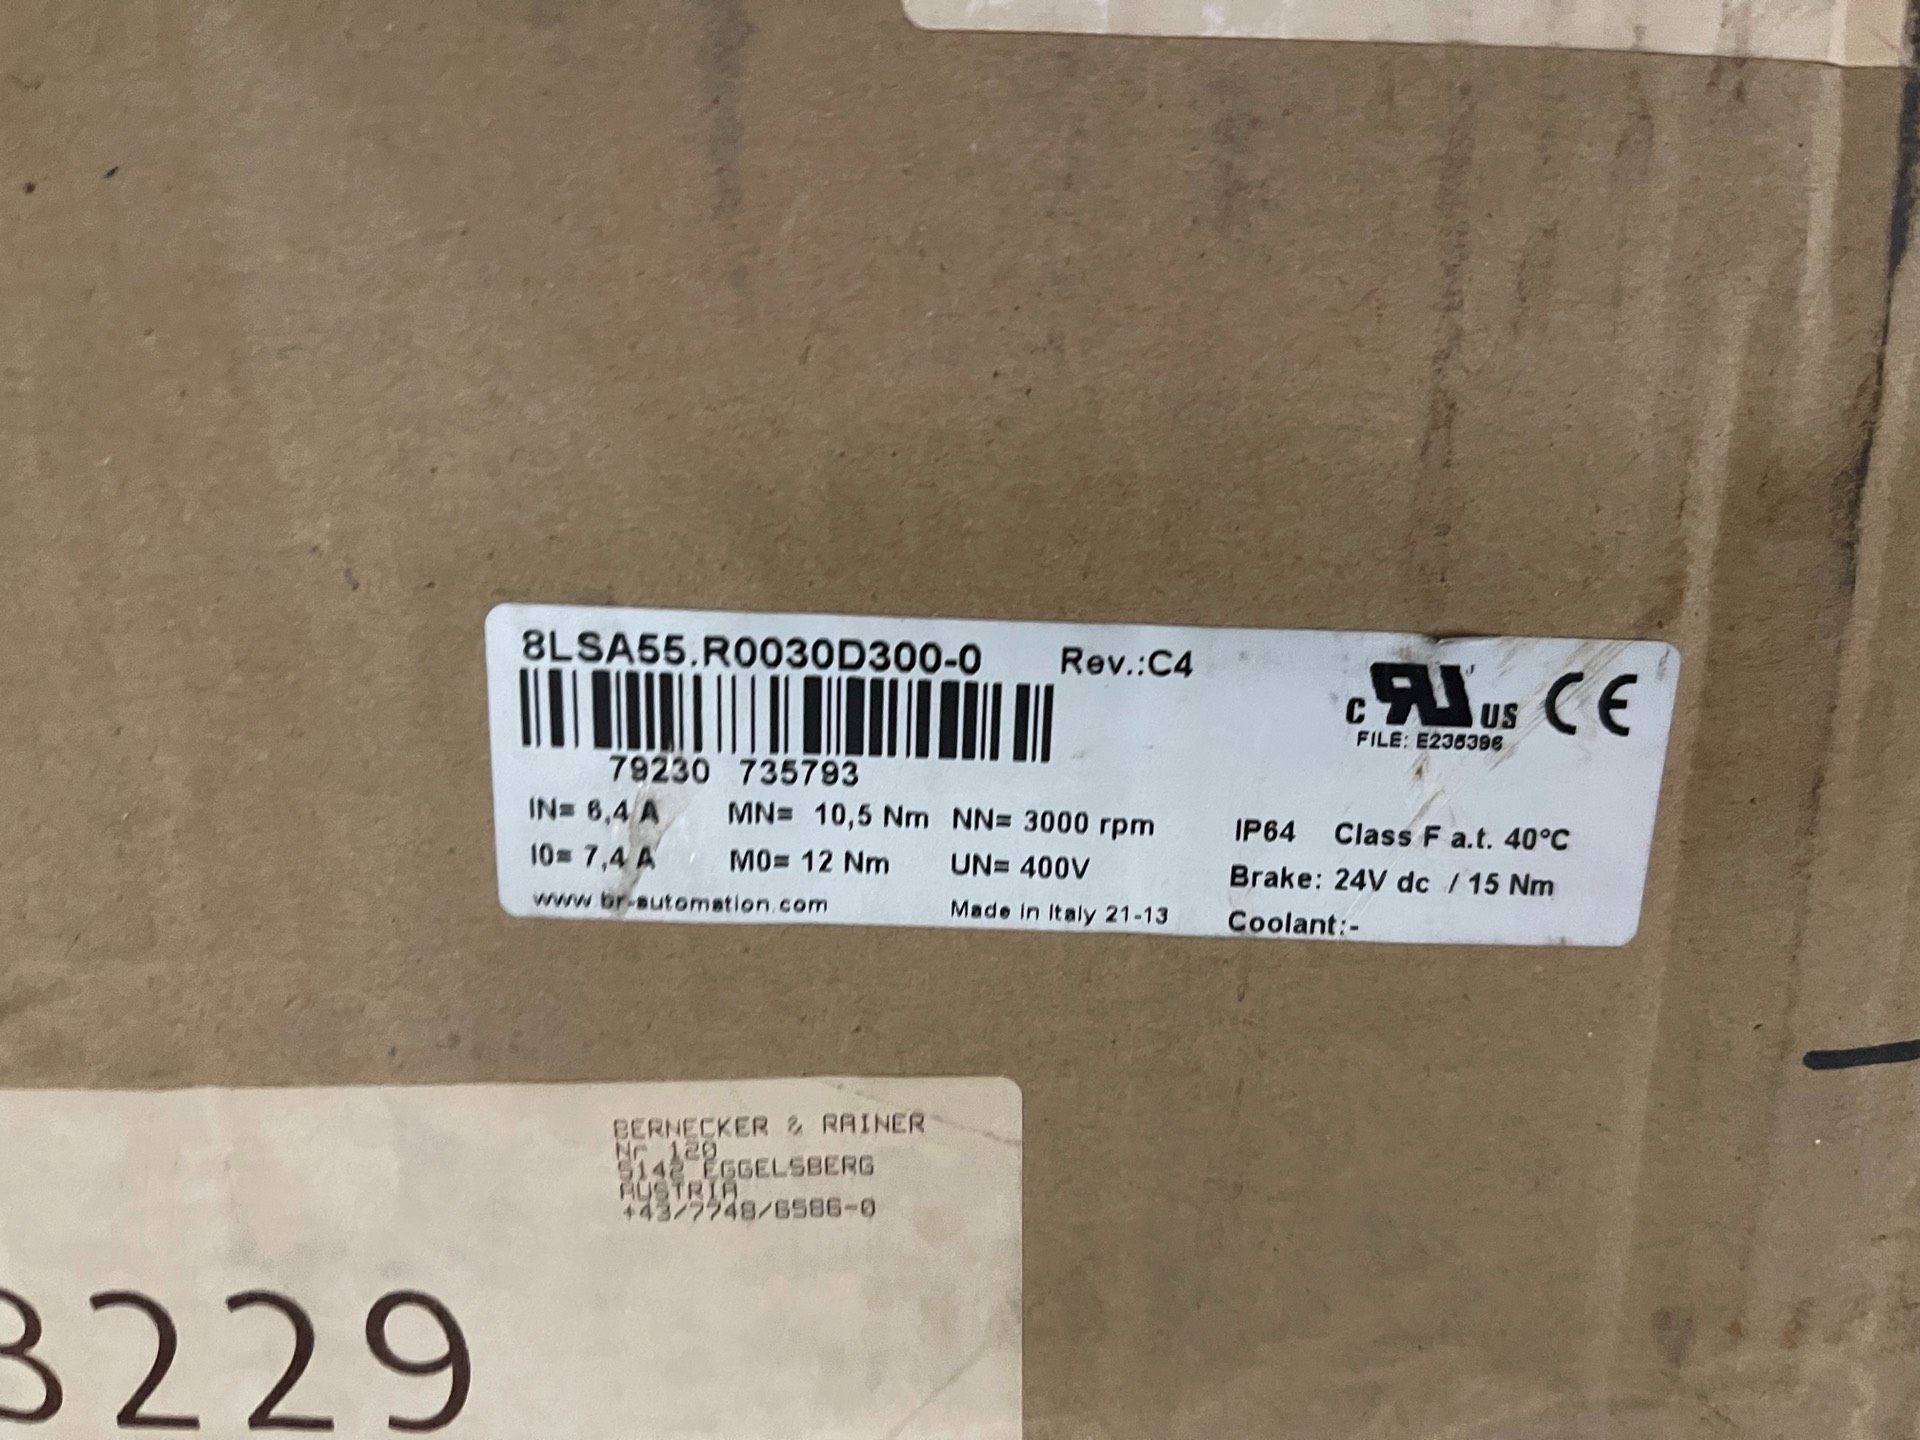 8LSA55.R0030D300-0 Rev.:C4
c RU US CE
FILE: E235396
79230 735793
IN= 6,4 A MN= 10,5 Nm NN= 3000 rpm IP64 Class F a.t. 40°C
I0= 7,4 A M0= 12 Nm UN= 400V Brake: 24V dc / 15 Nm
www.br-automation.com Made in Italy 21-13 Coolant:-
BERNECKER & RAINER
Nr 120
5142 EGGELSBERG
AUSTRIA
+43/7748/6586-0
3229